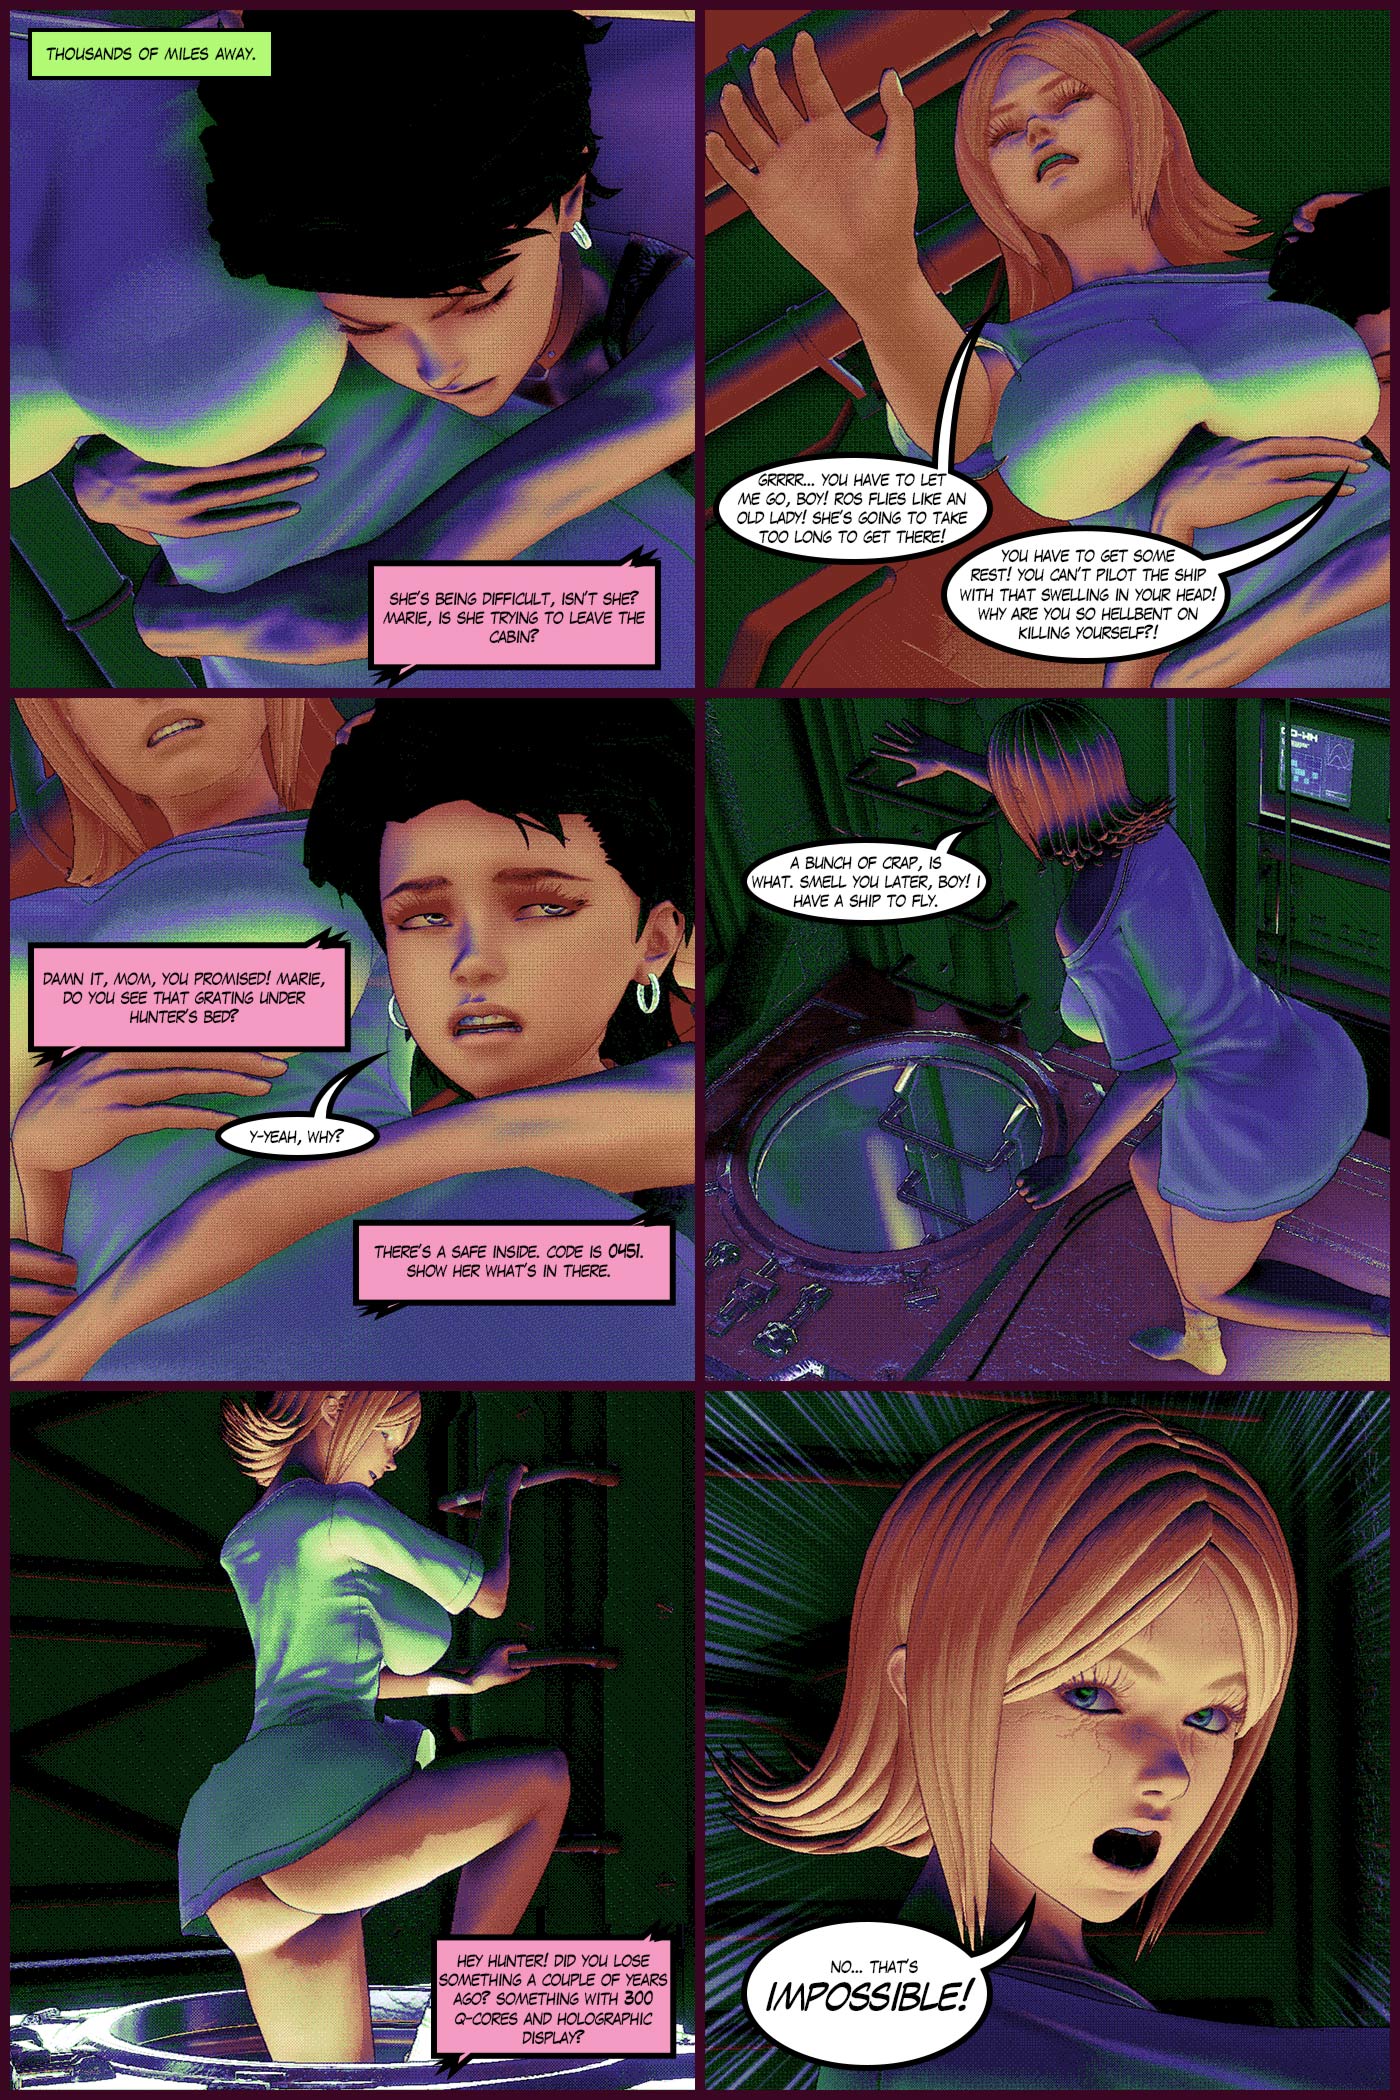 THOUSANDS OF MILES AWAY.
SHE'S BEING DIFFICULT, ISN'T SHE?
MARIE, IS SHE TRYING TO LEAVE THE
CABIN?
GRRRR... YOU HAVE TO LET
ME GO, BOY! ROS FLIES LIKE AN
OLD LADY! SHE'S GOING TO TAKE
TOO LONG TO GET THERE!
YOU HAVE TO GET SOME
REST! YOU CAN'T PILOT THE SHIP
WITH THAT SWELLING IN YOUR HEAD!
WHY ARE YOU SO HELLBENT ON
KILLING YOURSELF?!
DAMN IT, MOM, YOU PROMISED! MARIE,
DO YOU SEE THAT GRATING UNDER
HUNTER'S BED?
Y-YEAH, WHY?
THERE'S A SAFE INSIDE. CODE IS 0451.
SHOW HER WHAT'S IN THERE.
A BUNCH OF CRAP, IS
WHAT. SMELL YOU LATER, BOY! I
HAVE A SHIP TO FLY.
HEY HUNTER! DID YOU LOSE
SOMETHING A COUPLE OF YEARS
AGO? SOMETHING WITH 300
Q-CORES AND HOLOGRAPHIC
DISPLAY?
NO... THAT'S
IMPOSSIBLE!